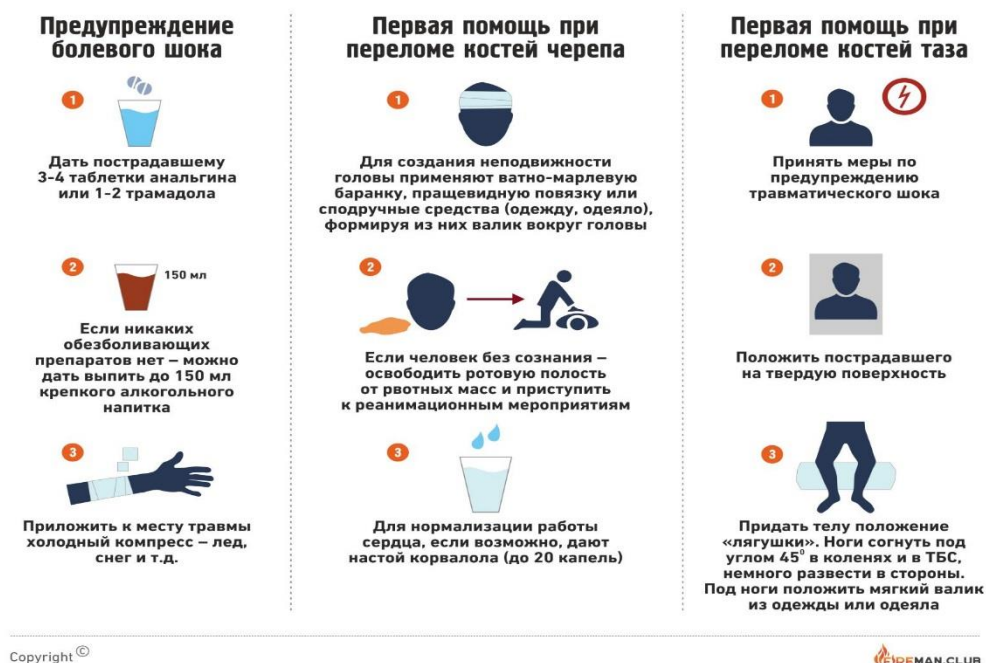 Предупреждение
болевого шока
1
Дать пострадавшему
3-4 таблетки анальгина
или 1-2 трамадола
2
150 мл
Если никаких
обезболивающих
препаратов нет – можно
дать выпить до 150 мл
крепкого алкогольного
напитка
3
Приложить к месту травмы
холодный компресс – лед,
снег и т.д.
Первая помощь при
переломе костей черепа
1
Для создания неподвижности
головы применяют ватно-марлевую
баранку, пращевидную повязку или
сподручные средства (одежду, одеяло),
формируя из них валик вокруг головы
2
Если человек без сознания –
освободить ротовую полость
от рвотных масс и приступить
к реанимационным мероприятиям
3
Для нормализации работы
сердца, если возможно, дают
настой корвалола (до 20 капель)
Первая помощь при
переломе костей таза
1
Принять меры по
предупреждению
травматического шока
2
Положить пострадавшего
на твердую поверхность
3
Придать телу положение
«лягушки». Ноги согнуть под
углом 45° в коленях и в ТБС,
немного развести в стороны.
Под ноги положить мягкий валик
из одежды или одеяла
Copyright ©
FIREMAN.CLUB